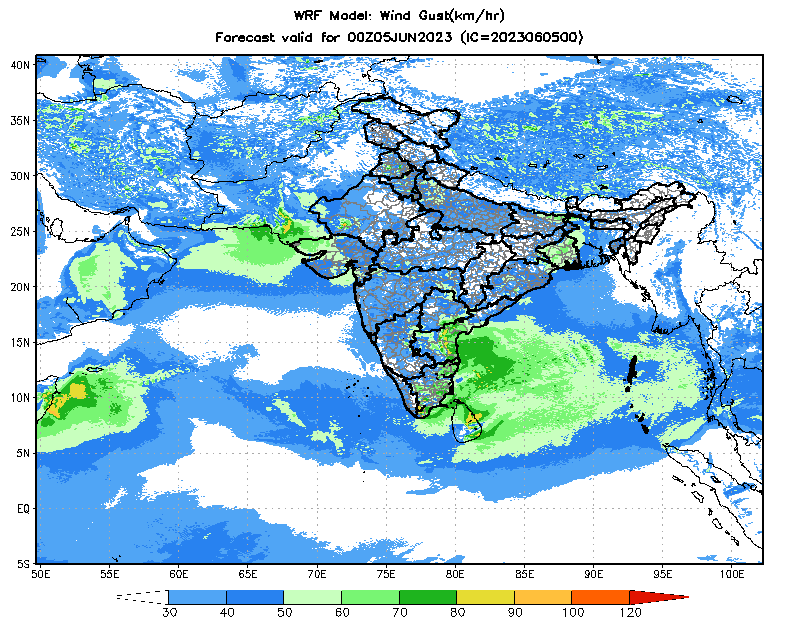 WRF Model: Wind Gust(km/hr)
Forecast valid for 00Z05JUN2023 (IC=2023060500)
40N
35N
30N
25N
20N
15N
10N
5N
EQ
5S
50E 55E 60E 65E 70E 75E 80E 85E 90E 95E 100E
30 40 50 60 70 80 90 100 120